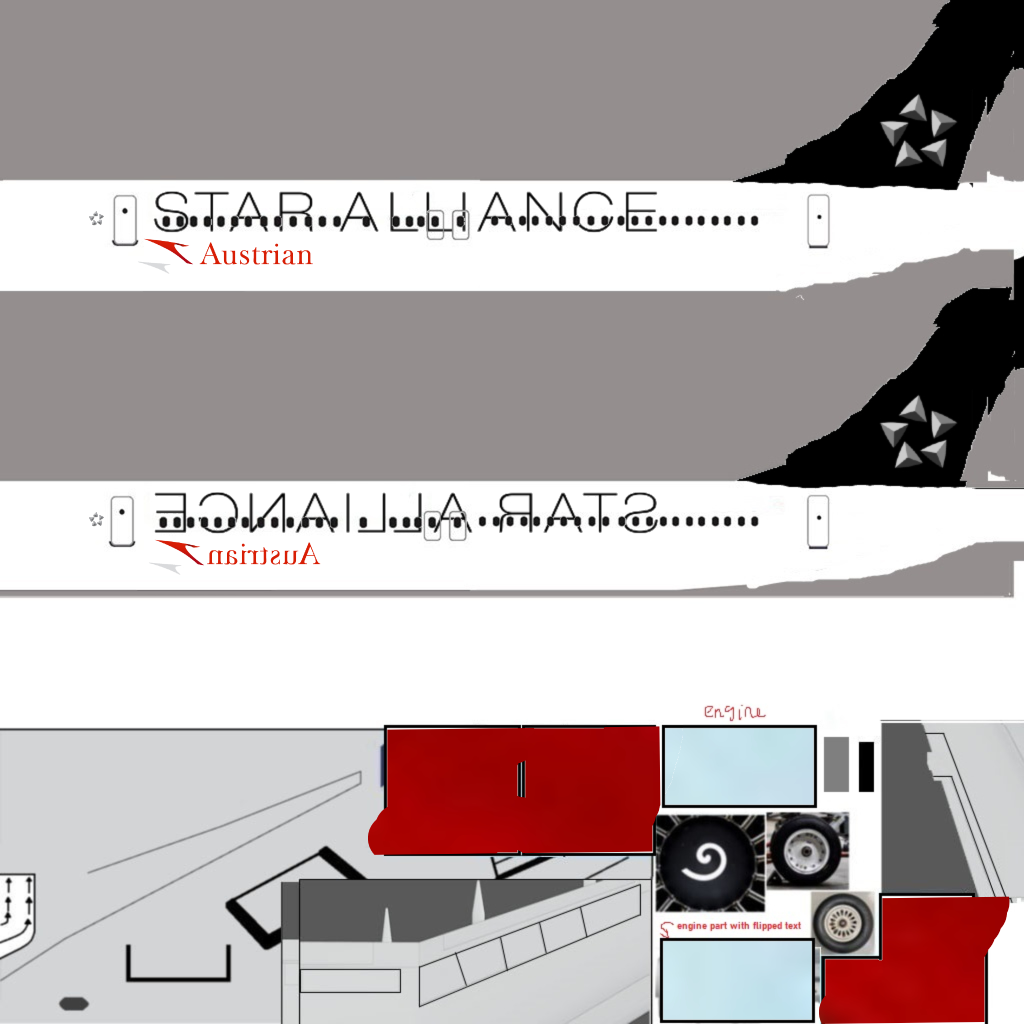 STAR ALLIANCE
Austrian
STAR ALLIANCE
Austrian
engine
engine part with flipped text